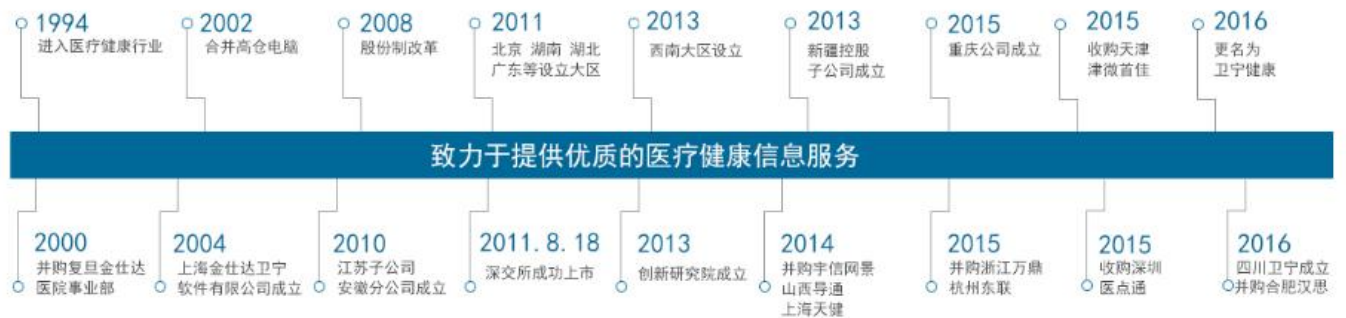 1994
进入医疗健康行业
2002
合并高仓电脑
2008
股份制改革
2011
北京 湖南 湖北
广东等设立大区
2013
西南大区设立
2013
新疆控股
子公司成立
2015
重庆公司成立
2015
收购天津
津微首佳
2016
更名为
卫宁健康
致力于提供优质的医疗健康信息服务
2000
并购复旦金仕达
医院事业部
2004
上海金仕达卫宁
软件有限公司成立
2010
江苏子公司
安徽分公司成立
2011.8.18
深交所成功上市
2013
创新研究院成立
2014
并购宇信网景
山西导通
上海天健
2015
并购浙江万鼎
杭州东联
2015
收购深圳
医点通
2016
四川卫宁成立
并购合肥汉思